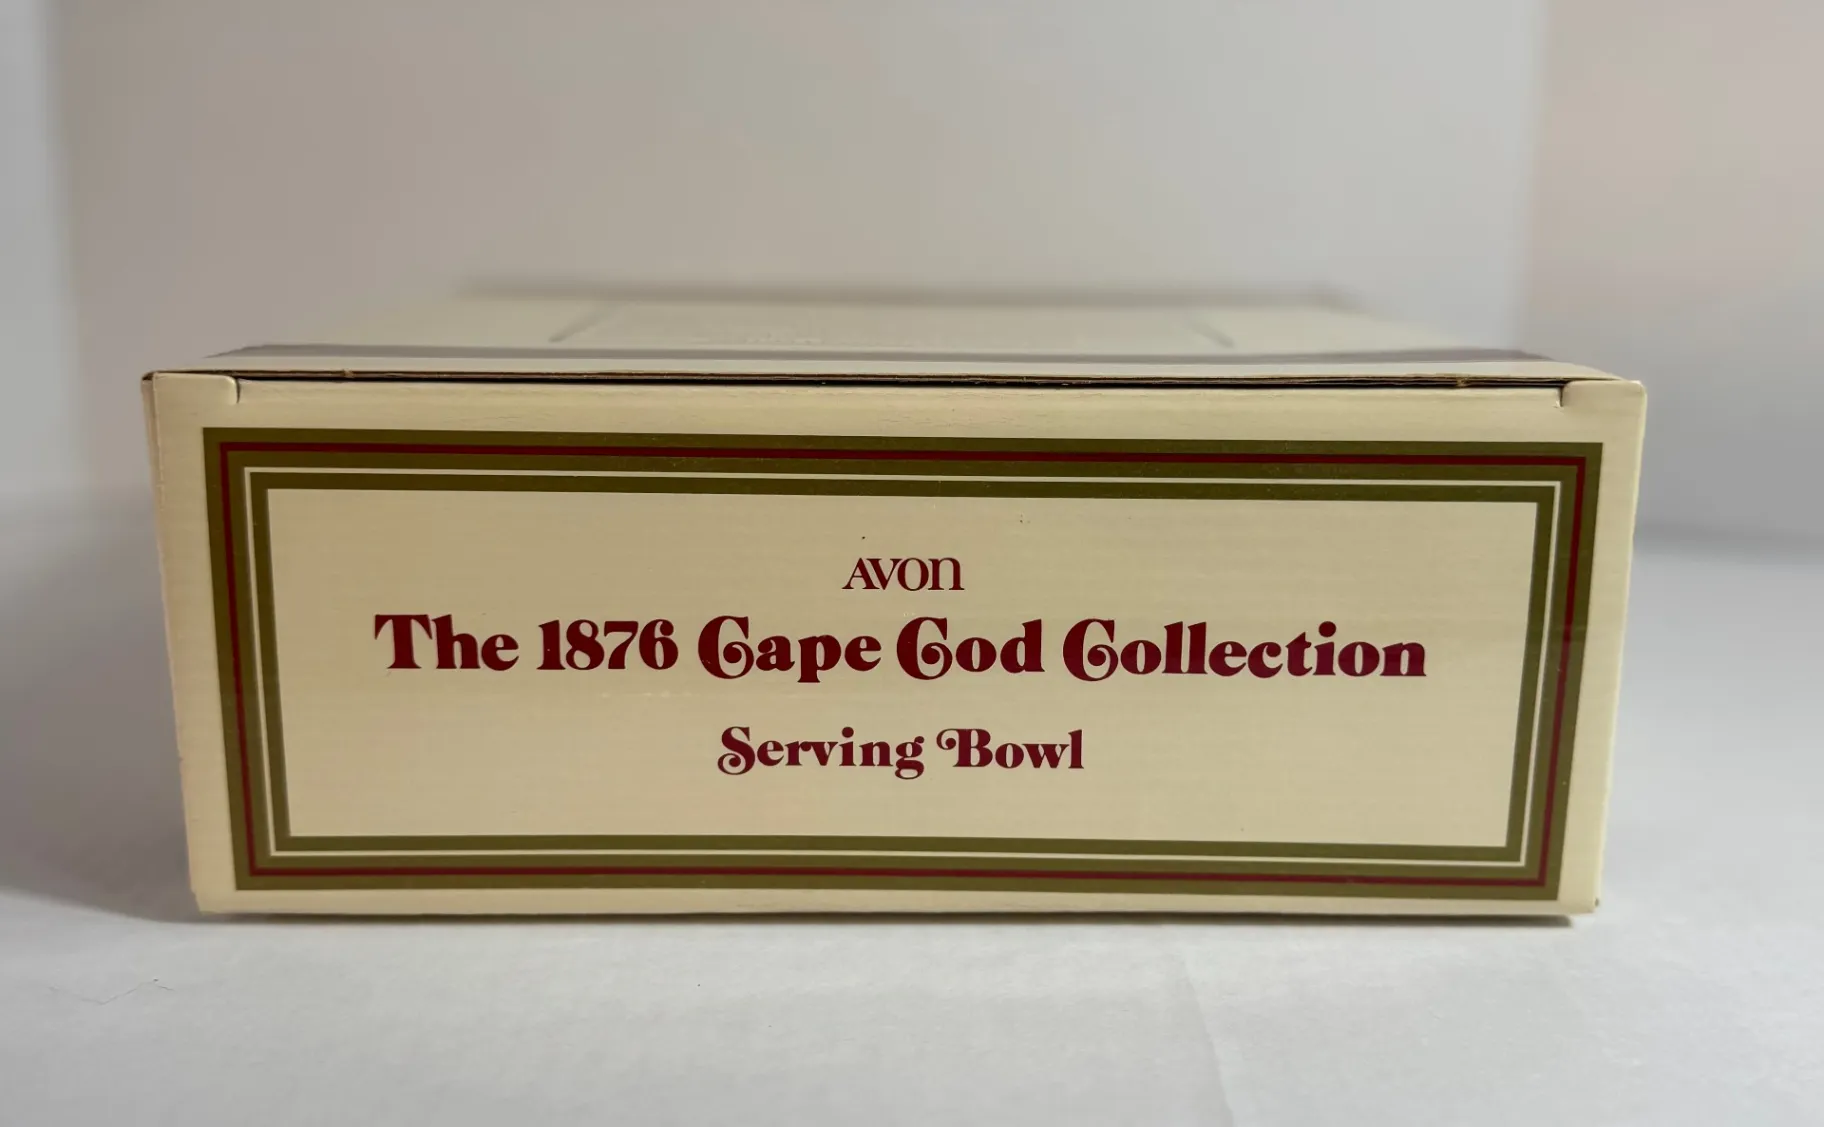 AVON
The 1876 Cape Cod Collection
Serving Bowl